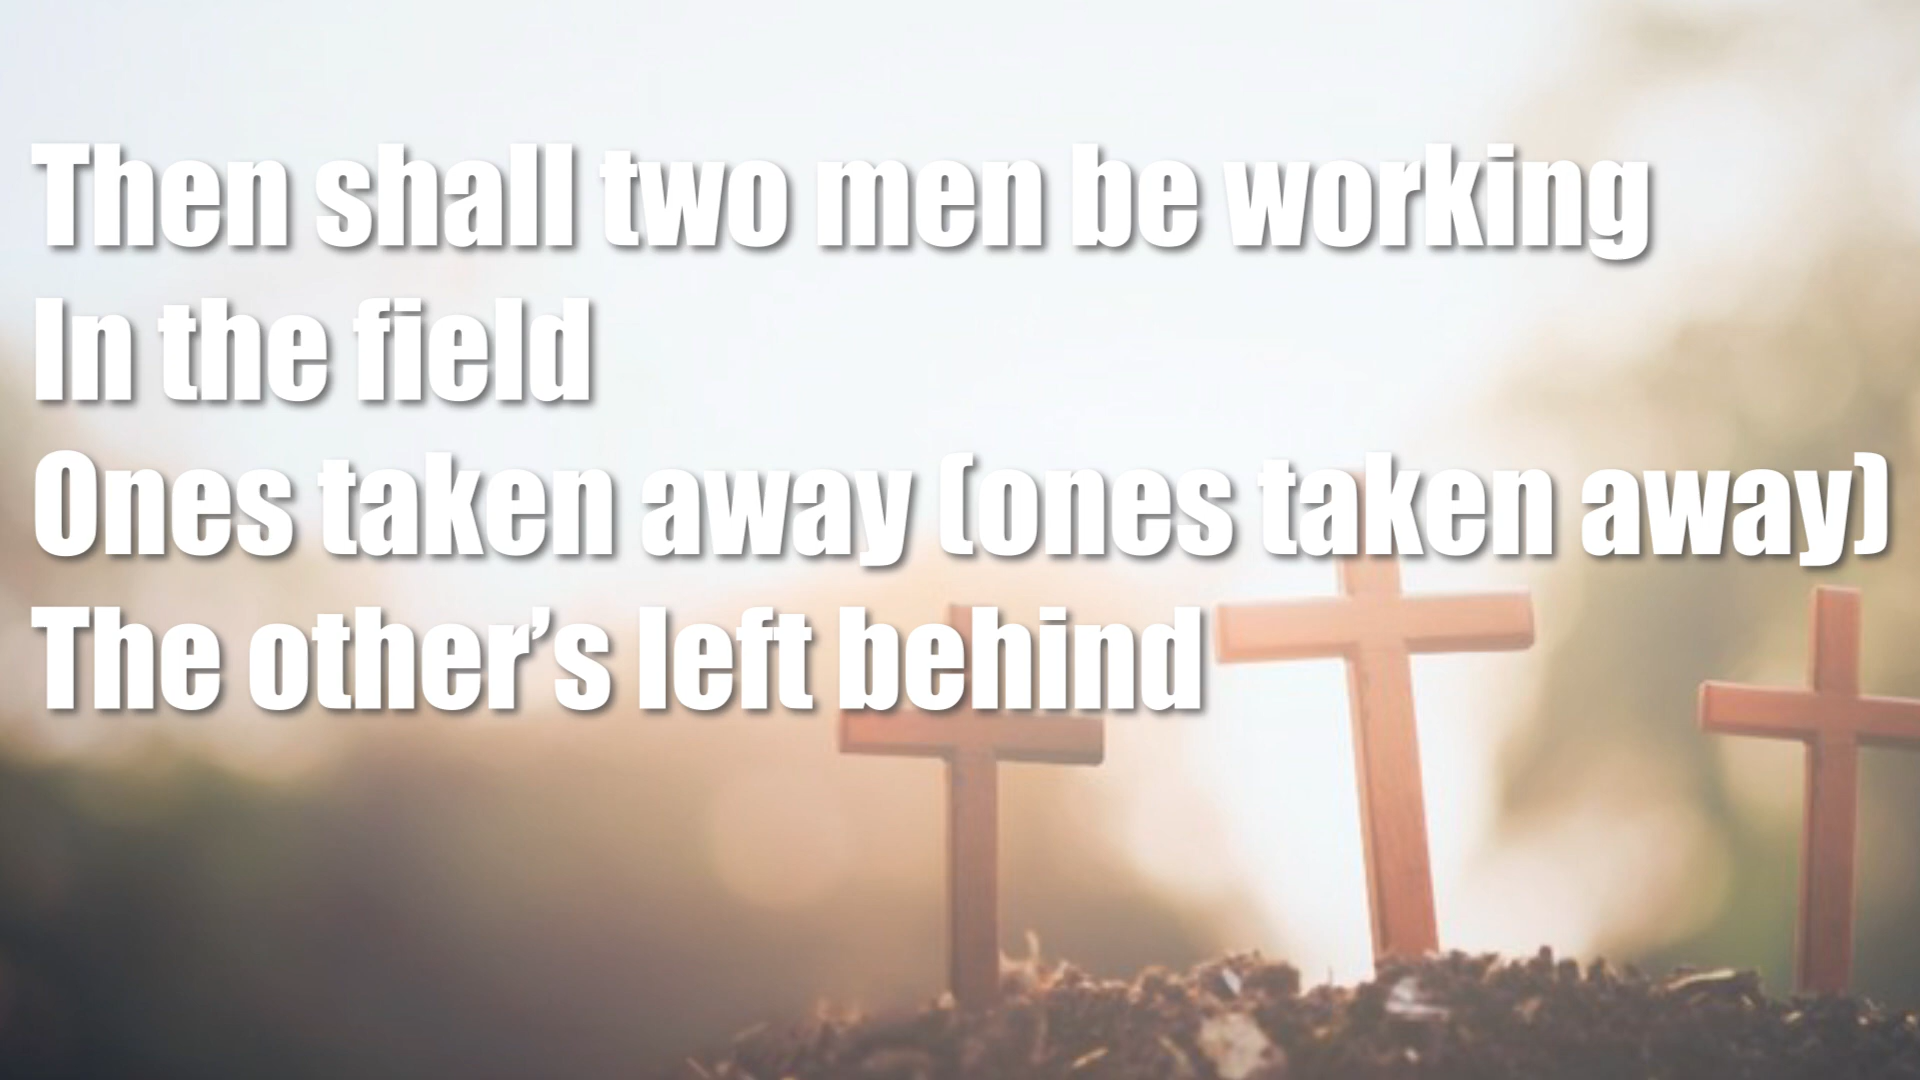 Then shall two men be working
In the field
Ones taken away (ones taken away)
The other’s left behind